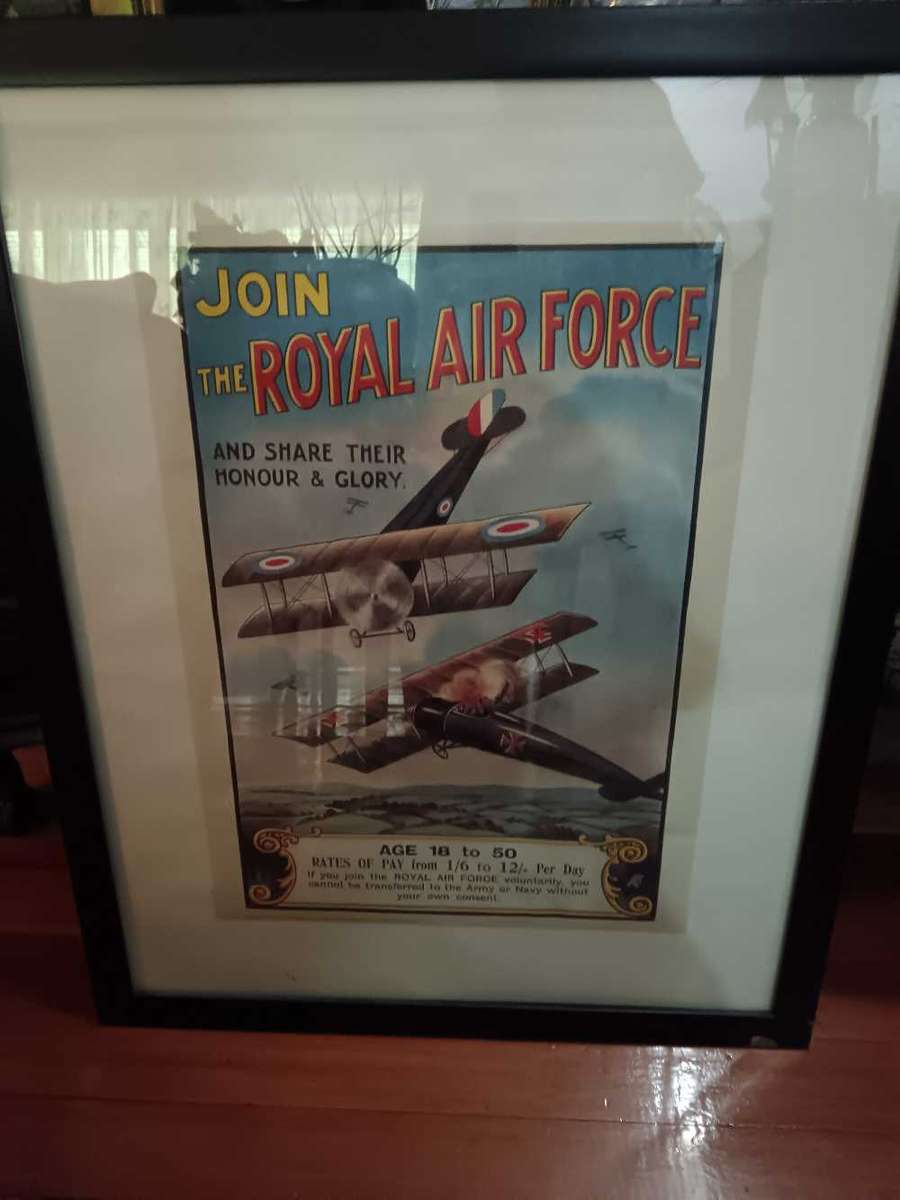 JOIN
THE ROYAL AIR FORCE
AND SHARE THEIR
HONOUR & GLORY.
AGE 18 to 50
RATES OF PAY from 1/6 to 12/- Per Day
If you join the ROYAL AIR FORCE voluntarily, you
cannot be transferred to the Army or Navy without
your own consent.